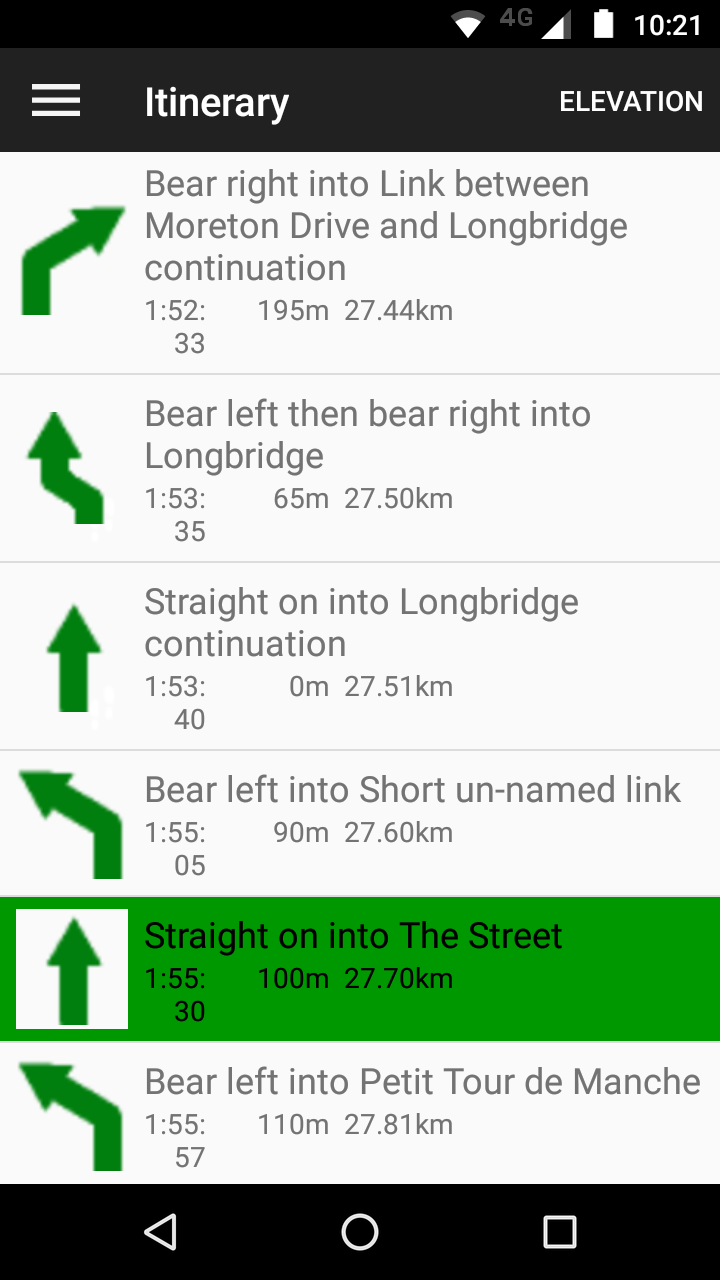 4G 10:21
Itinerary ELEVATION
Bear right into Link between
Moreton Drive and Longbridge
continuation
1:52: 195m 27.44km
33
Bear left then bear right into
Longbridge
1:53: 65m 27.50km
35
Straight on into Longbridge
continuation
1:53: 0m 27.51km
40
Bear left into Short un-named link
1:55: 90m 27.60km
05
Straight on into The Street
1:55: 100m 27.70km
30
Bear left into Petit Tour de Manche
1:55: 110m 27.81km
57